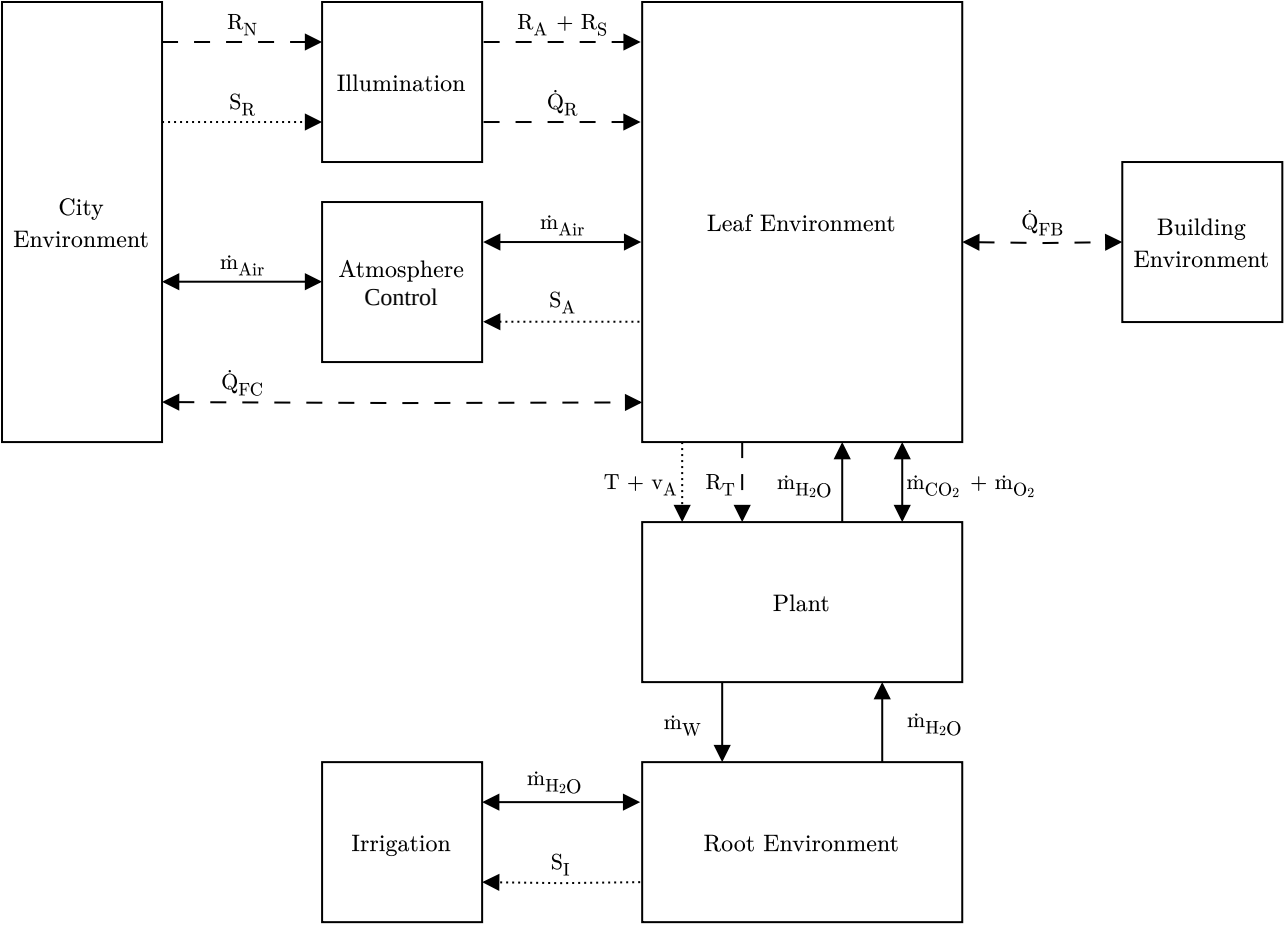 R_N
R_A + R_S
Illumination
S_R
Q̇_R
City
Environment
ṁ_Air
Leaf Environment
Q̇_FB
Building
Environment
ṁ_Air
Atmosphere
Control
S_A
Q̇_FC
T + v_A
R_T
ṁ_H₂O
ṁ_CO₂ + ṁ_O₂
Plant
ṁ_W
ṁ_H₂O
ṁ_H₂O
Irrigation
Root Environment
S_I